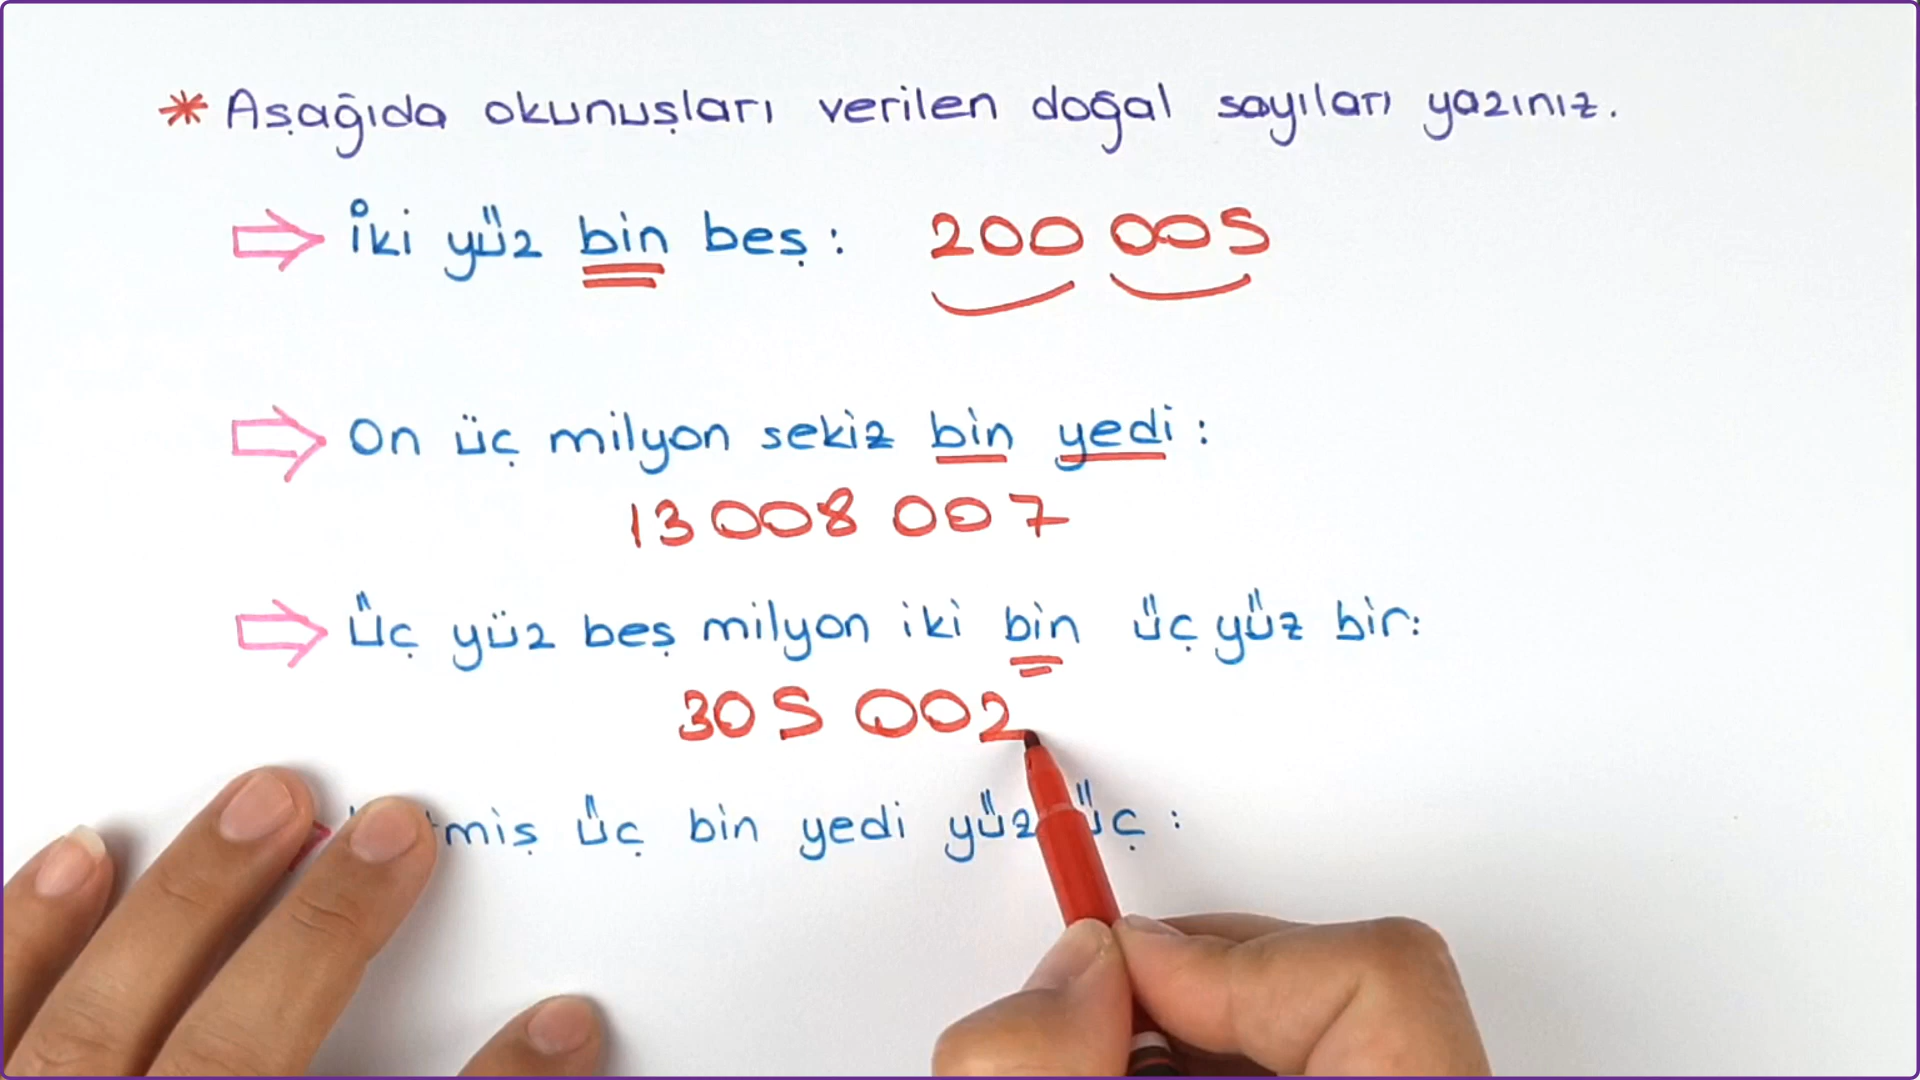 * Aşağıda okunuşları verilen doğal sayıları yazınız.
⇨ İki yüz bin beş: 200 005
⇨ On üç milyon sekiz bin yedi:
13 008 007
⇨ Üç yüz beş milyon iki bin üç yüz bir:
305 002
üç bin yedi yüz üç: